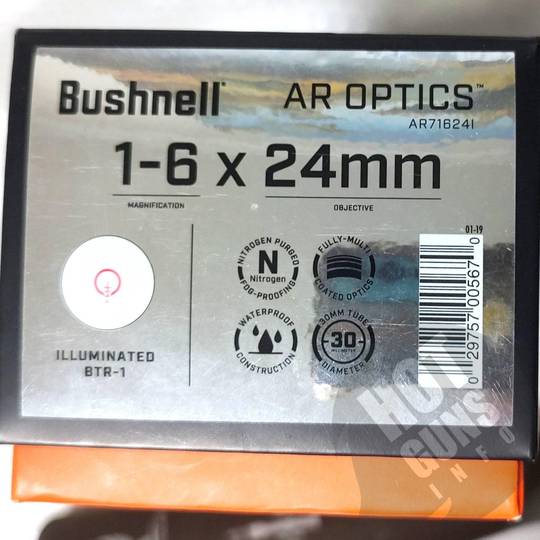 Bushnell®
AR OPTICS™
AR71624I
1-6 x 24mm
MAGNIFICATION
OBJECTIVE
01-19
NITROGEN PURGED
N
Nitrogen
FOG-PROOFING
FULLY-MULTI
COATED OPTICS
WATERPROOF
CONSTRUCTION
30MM TUBE
-30-
MILLIMETER
DIAMETER
ILLUMINATED
BTR-1
0 29757 00567 0
HOT
GUNS
INFO